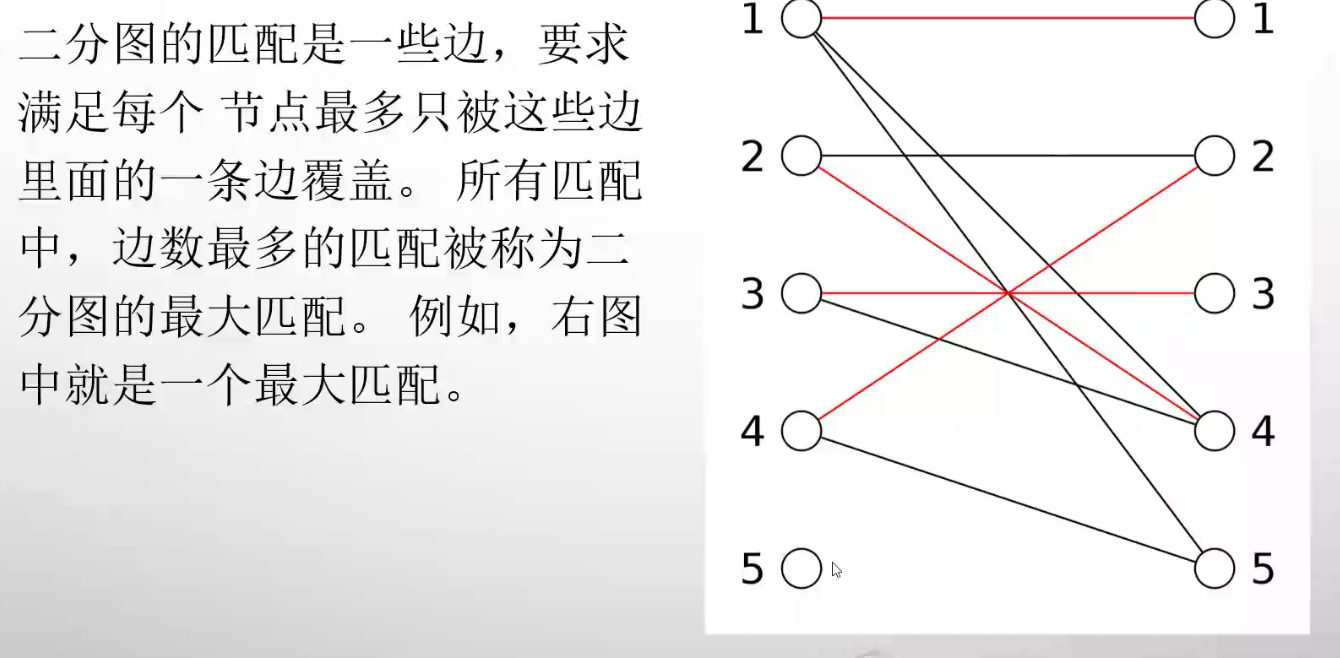 二分图的匹配是一些边，要求
满足每个 节点最多只被这些边
里面的一条边覆盖。 所有匹配
中，边数最多的匹配被称为二
分图的最大匹配。 例如，右图
中就是一个最大匹配。
1 1
2 2
3 3
4 4
5 5